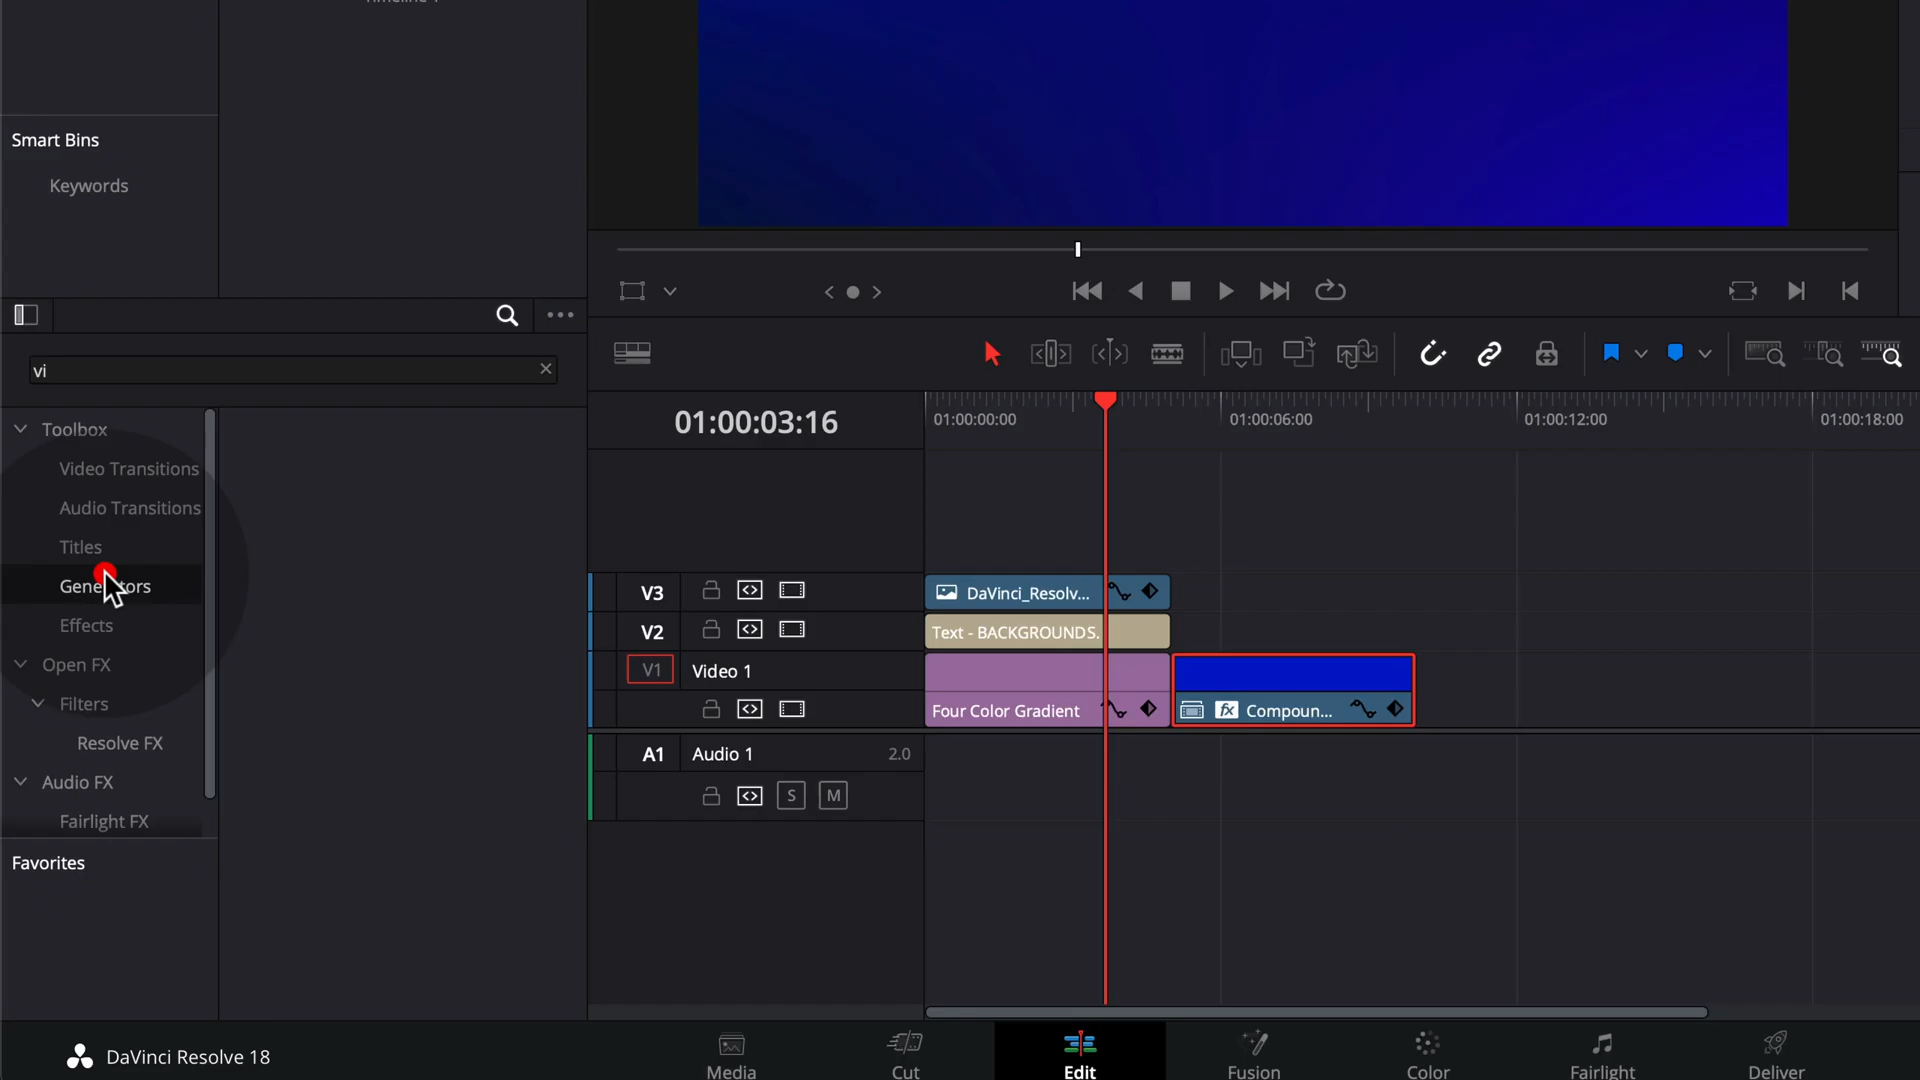 Smart Bins
Keywords
vi
Toolbox
Video Transitions
Audio Transitions
Titles
Effects
Open FX
Filters
Resolve FX
Audio FX
Fairlight FX
Favorites
01:00:03:16
01:00:00:00
01:00:06:00
01:00:12:00
01:00:18:00
V3
DaVinci_Resolv...
V2
Text - BACKGROUNDS.
V1
Video 1
Four Color Gradient
fx
Compoun...
A1
Audio 1
2.0
S
M
DaVinci Resolve 18
Media
Cut
Edit
Fusion
Color
Fairlight
Deliver